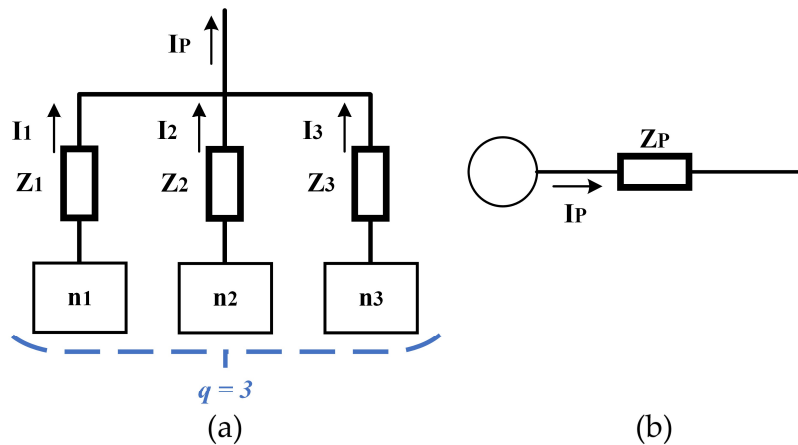 IP
I1 I2 I3
Z1 Z2 Z3 ZP
IP
n1 n2 n3
q = 3
(a) (b)